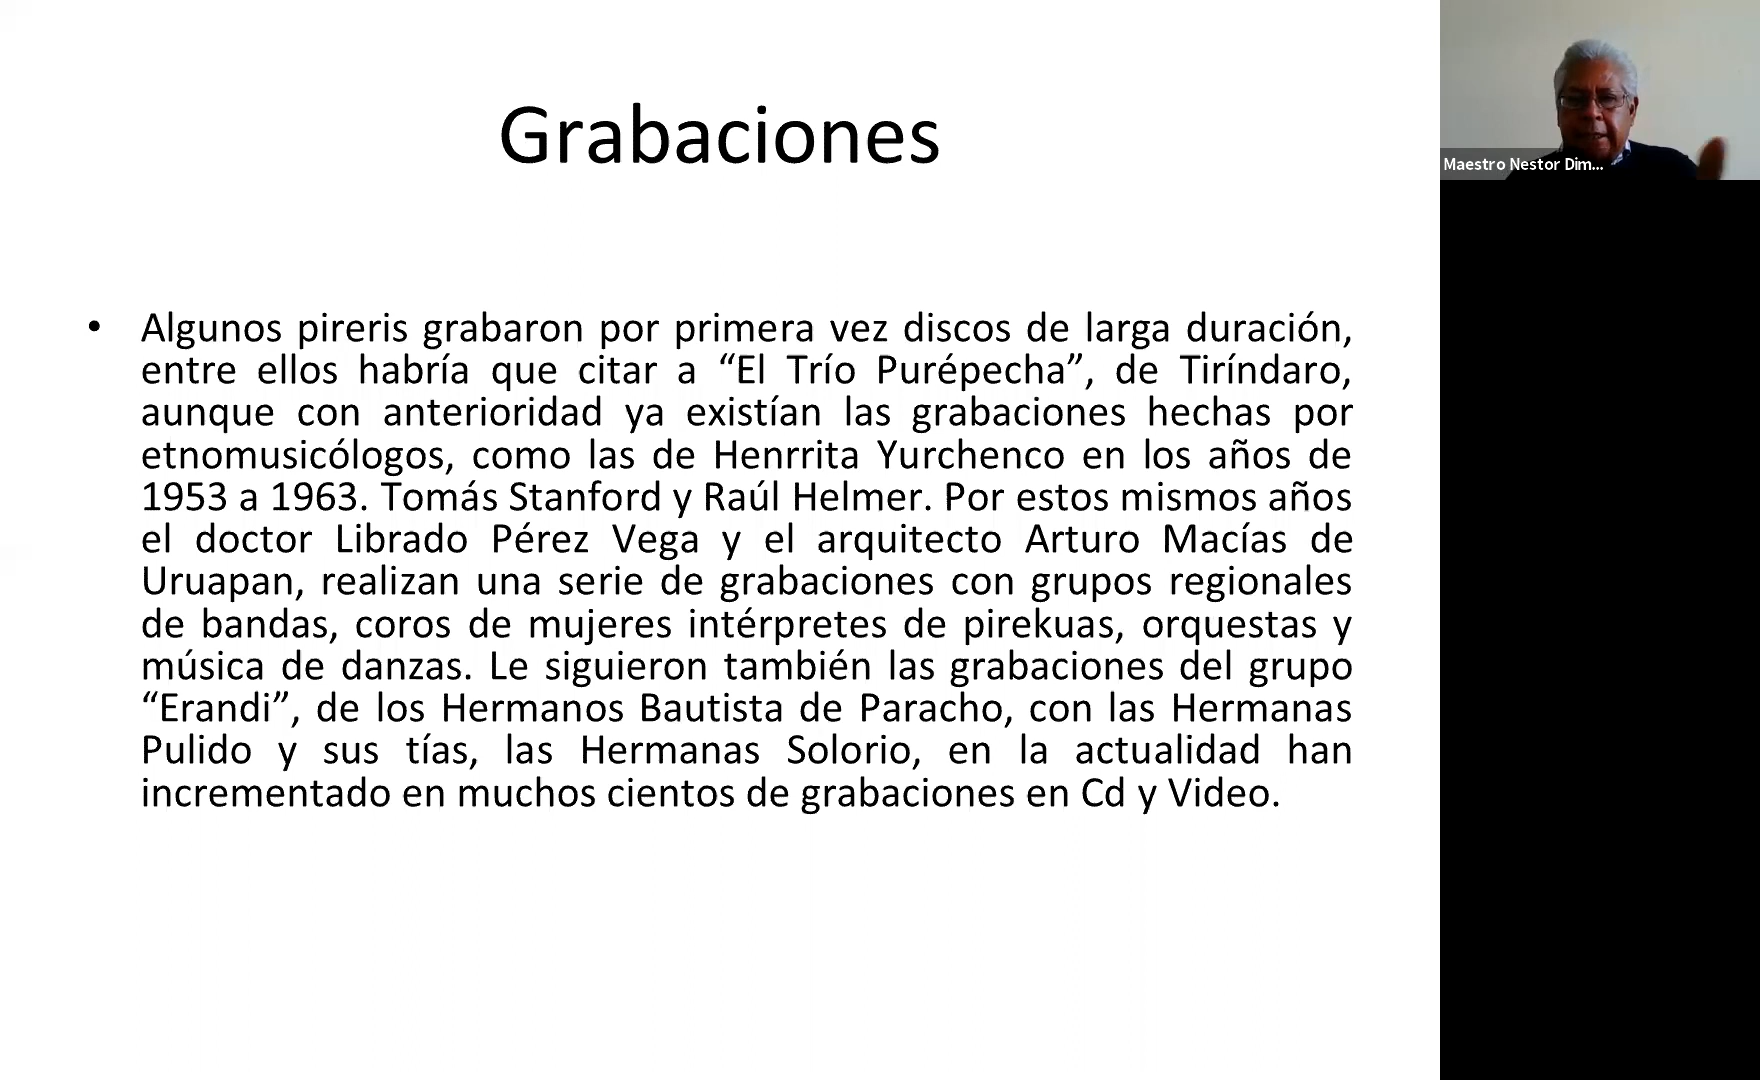 Grabaciones
• Algunos pireris grabaron por primera vez discos de larga duración,
entre ellos habría que citar a “El Trío Purépecha”, de Tiríndaro,
aunque con anterioridad ya existían las grabaciones hechas por
etnomusicólogos, como las de Henrrita Yurchenco en los años de
1953 a 1963. Tomás Stanford y Raúl Helmer. Por estos mismos años
el doctor Librado Pérez Vega y el arquitecto Arturo Macías de
Uruapan, realizan una serie de grabaciones con grupos regionales
de bandas, coros de mujeres intérpretes de pirekuas, orquestas y
música de danzas. Le siguieron también las grabaciones del grupo
“Erandi”, de los Hermanos Bautista de Paracho, con las Hermanas
Pulido y sus tías, las Hermanas Solorio, en la actualidad han
incrementado en muchos cientos de grabaciones en Cd y Video.
Maestro Nestor Dim...